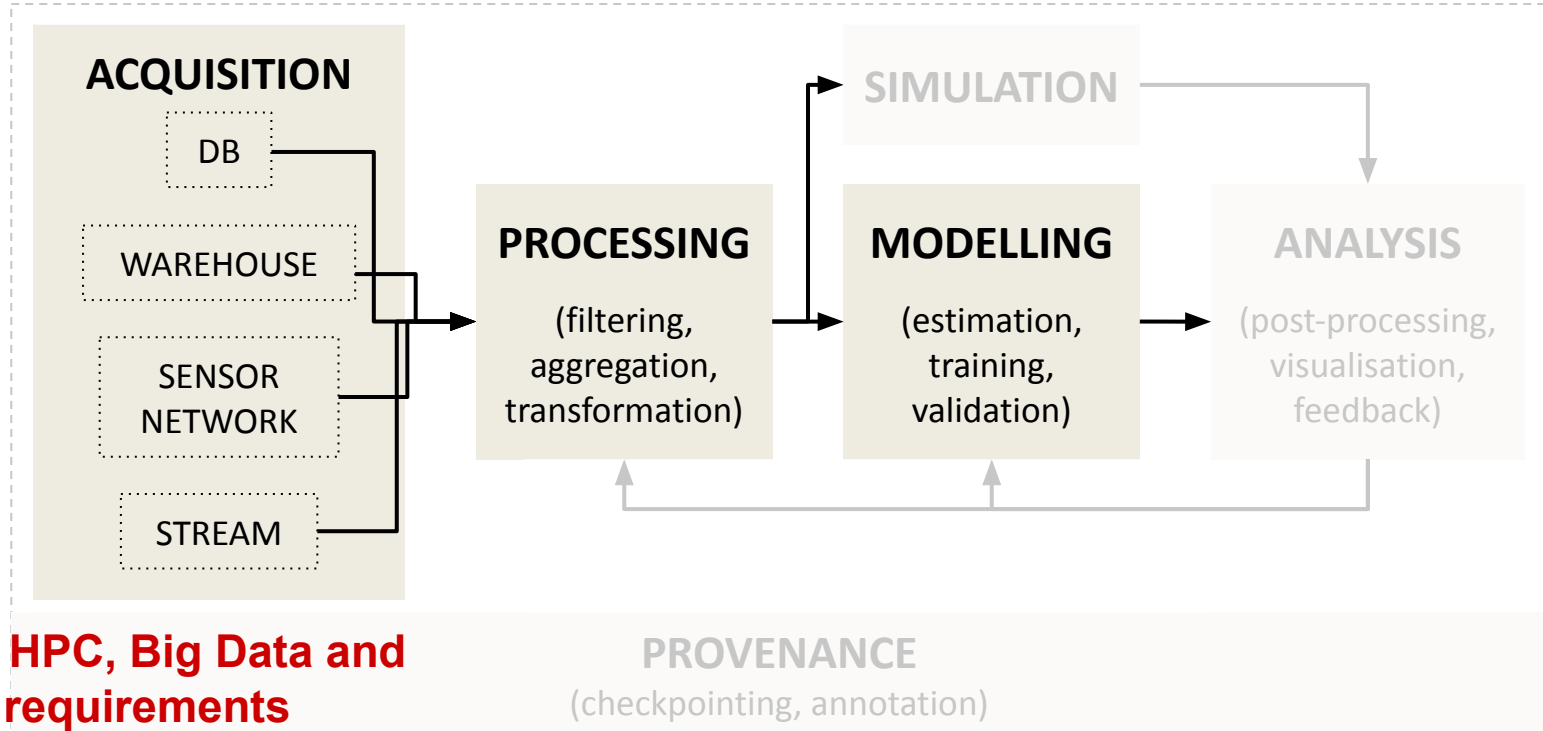 ACQUISITION
DB
WAREHOUSE
SENSOR
NETWORK
STREAM
PROCESSING
(filtering,
aggregation,
transformation)
SIMULATION
MODELLING
(estimation,
training,
validation)
ANALYSIS
(post-processing,
visualisation,
feedback)
HPC, Big Data and
requirements
PROVENANCE
(checkpointing, annotation)